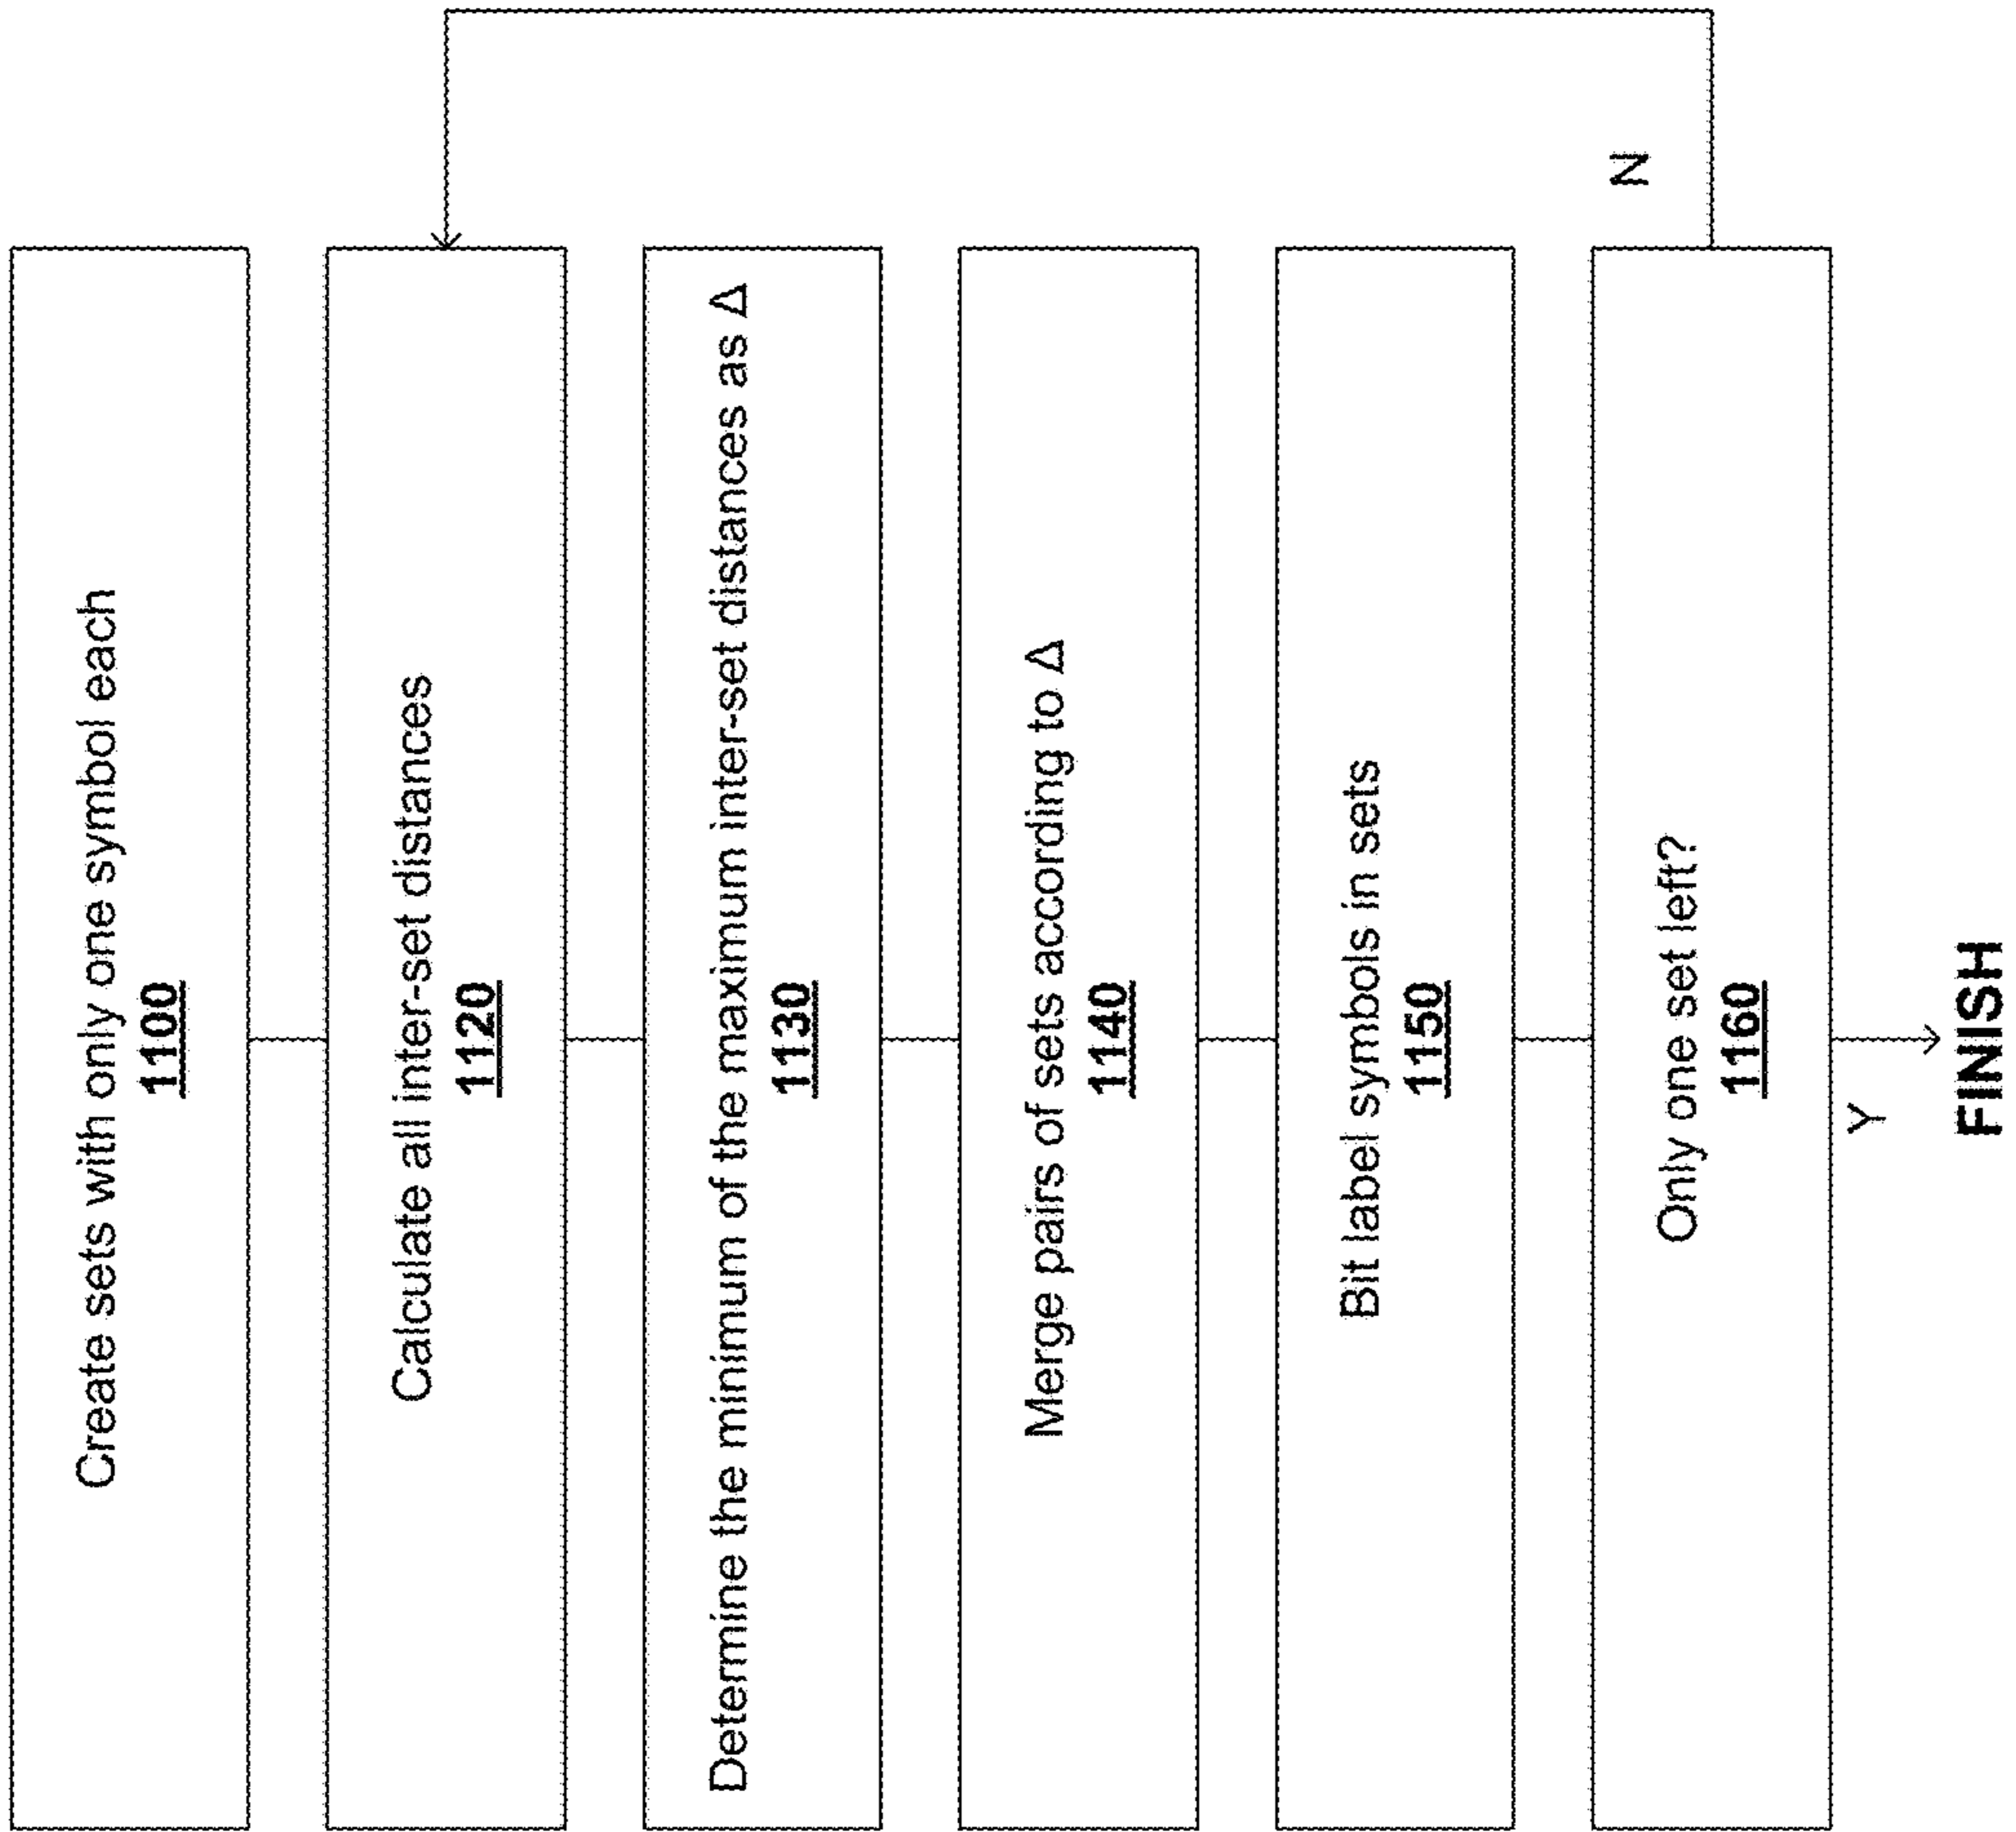 Create sets with only one symbol each
1100
Calculate all inter-set distances
1120
Determine the minimum of the maximum inter-set distances as Δ
1130
Merge pairs of sets according to Δ
1140
Bit label symbols in sets
1150
Only one set left?
1160
N
Y
FINISH